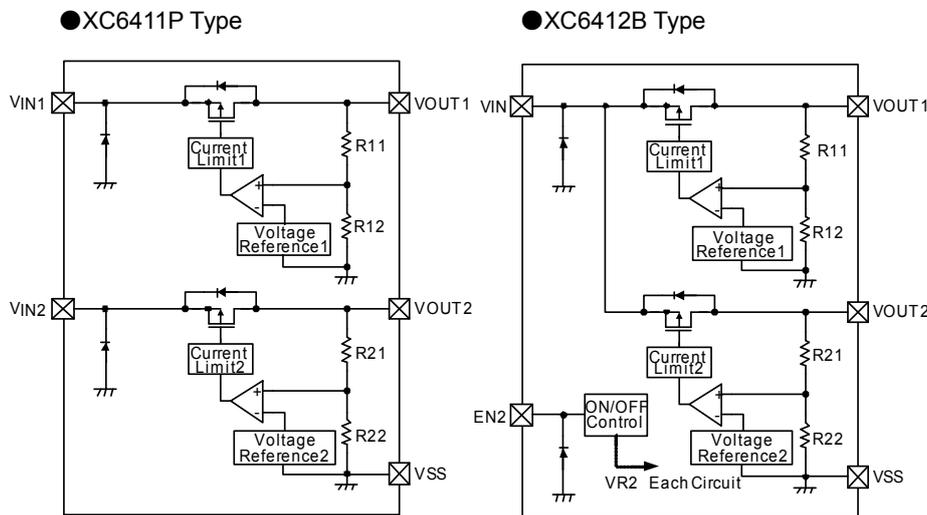 ●XC6411P Type
VIN1
VOUT1
R11
Current
Limit1
+
-
R12
Voltage
Reference1
VIN2
VOUT2
R21
Current
Limit2
+
-
R22
Voltage
Reference2
VSS
●XC6412B Type
VIN
VOUT1
R11
Current
Limit1
+
-
R12
Voltage
Reference1
VOUT2
R21
Current
Limit2
+
-
EN2
ON/OFF
Control
R22
Voltage
Reference2
VR2 Each Circuit
VSS